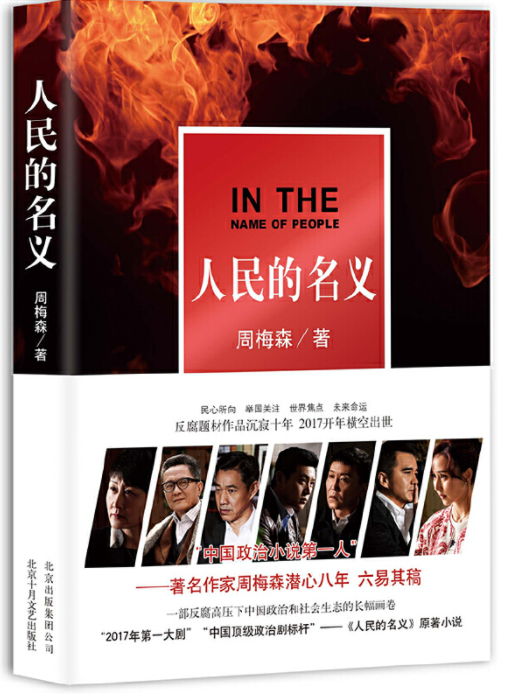 人民的名义
周梅森/著
北京出版集团公司
北京十月文艺出版社
IN THE
NAME OF PEOPLE
人民的名义
周梅森/著
民心所向 举国关注 世界焦点 未来命运
反腐题材作品沉寂十年 2017开年横空出世
“中国政治小说第一人”
——著名作家周梅森潜心八年 六易其稿
一部反腐高压下中国政治和社会生态的长幅画卷
“2017年第一大剧” “中国顶级政治剧标杆”——《人民的名义》原著小说